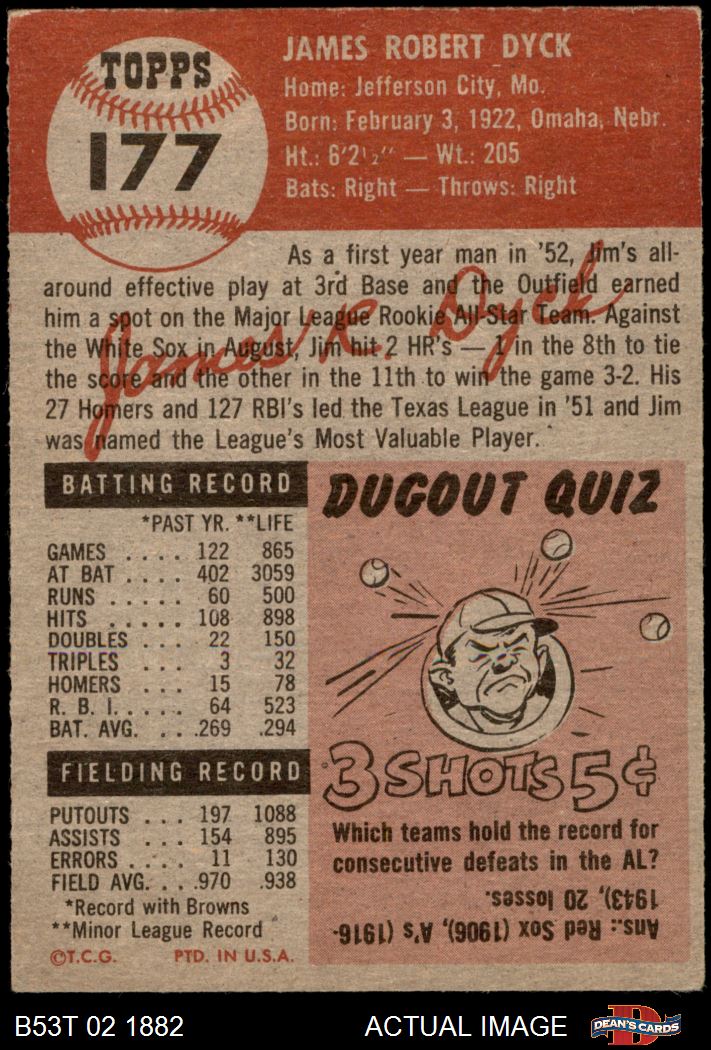 TOPPS
177
JAMES ROBERT DYCK
Home: Jefferson City, Mo.
Born: February 3, 1922, Omaha, Nebr.
Ht.: 6'2½" — Wt.: 205
Bats: Right — Throws: Right
As a first year man in '52, Jim's all-
around effective play at 3rd Base and the Outfield earned
him a spot on the Major League Rookie All-Star Team. Against
the White Sox in August, Jim hit 2 HR's — 1 in the 8th to tie
the score and the other in the 11th to win the game 3-2. His
27 Homers and 127 RBI's led the Texas League in '51 and Jim
was named the League's Most Valuable Player.
James R. Dyck
BATTING RECORD
*PAST YR. **LIFE
GAMES . . . . 122 865
AT BAT . . . . 402 3059
RUNS . . . . . 60 500
HITS . . . . . 108 898
DOUBLES . . 22 150
TRIPLES . . . 3 32
HOMERS . . . 15 78
R. B. I. . . . . . 64 523
BAT. AVG. . . .269 .294
FIELDING RECORD
PUTOUTS . . . 197 1088
ASSISTS . . . 154 895
ERRORS . . . . 11 130
FIELD AVG. . . .970 .938
*Record with Browns
**Minor League Record
©T.C.G. PTD. IN U.S.A.
DUGOUT QUIZ
3 SHOTS 5¢
Which teams hold the record for
consecutive defeats in the AL?
Ans.: Red Sox (1906), A's (1916-
1943), 20 losses.
B53T 02 1882
ACTUAL IMAGE
D
DEAN'S CARDS